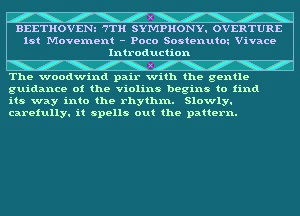 BEETHOVEN: 7TH SYMPHONY, OVERTURE
1st Movement - Poco Sostenuto; Vivace
Introduction
The woodwind pair with the gentle
guidance of the violins begins to find
its way into the rhythm. Slowly,
carefully, it spells out the pattern.